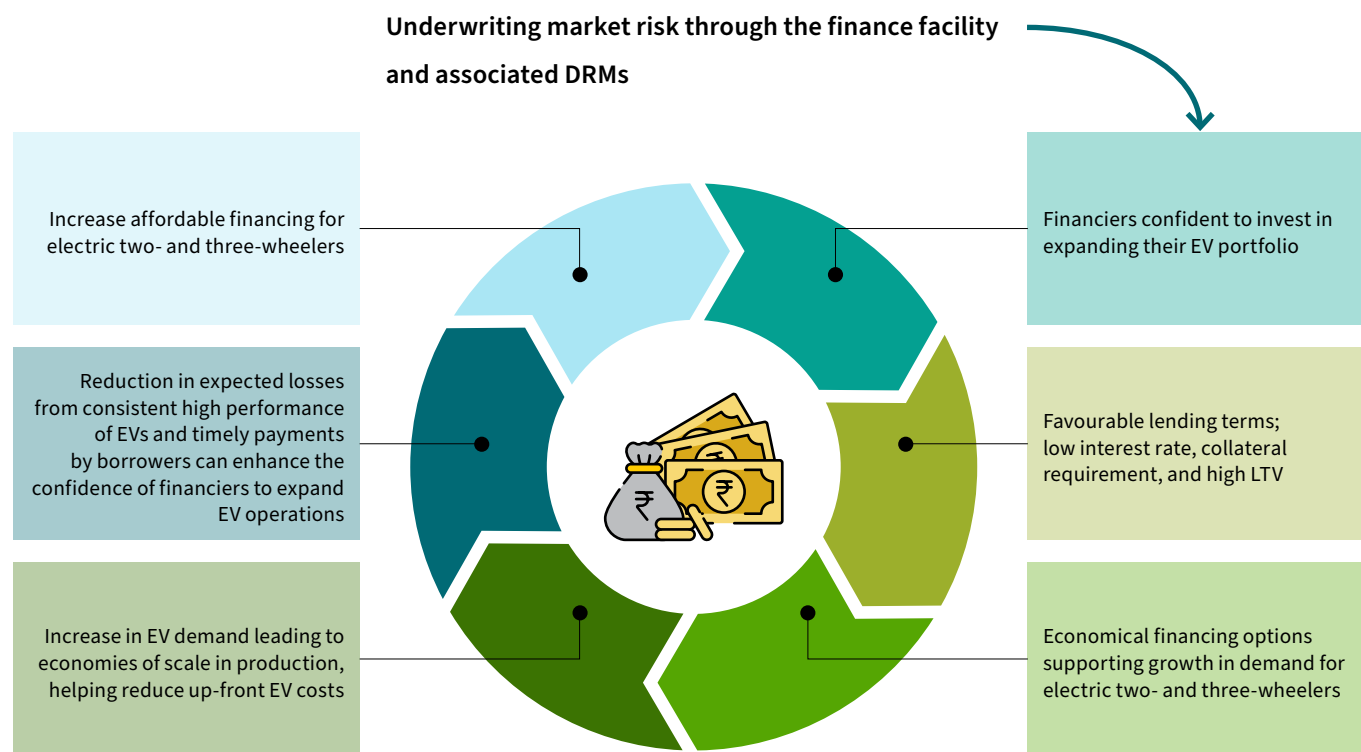 Underwriting market risk through the finance facility
and associated DRMs
Increase affordable financing for
electric two- and three-wheelers
Financiers confident to invest in
expanding their EV portfolio
Reduction in expected losses
from consistent high performance
of EVs and timely payments
by borrowers can enhance the
confidence of financiers to expand
EV operations
Favourable lending terms;
low interest rate, collateral
requirement, and high LTV
Increase in EV demand leading to
economies of scale in production,
helping reduce up-front EV costs
Economical financing options
supporting growth in demand for
electric two- and three-wheelers
₹
₹